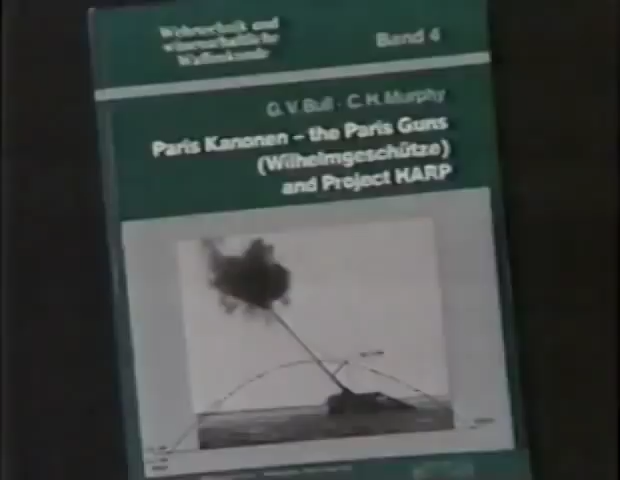 Wehrtechnik und
wissenschaftliche
Waffenkunde
Band 4
G. V. Bull · C. H. Murphy
Paris Kanonen – the Paris Guns
(Wilhelmgeschütze)
and Project HARP